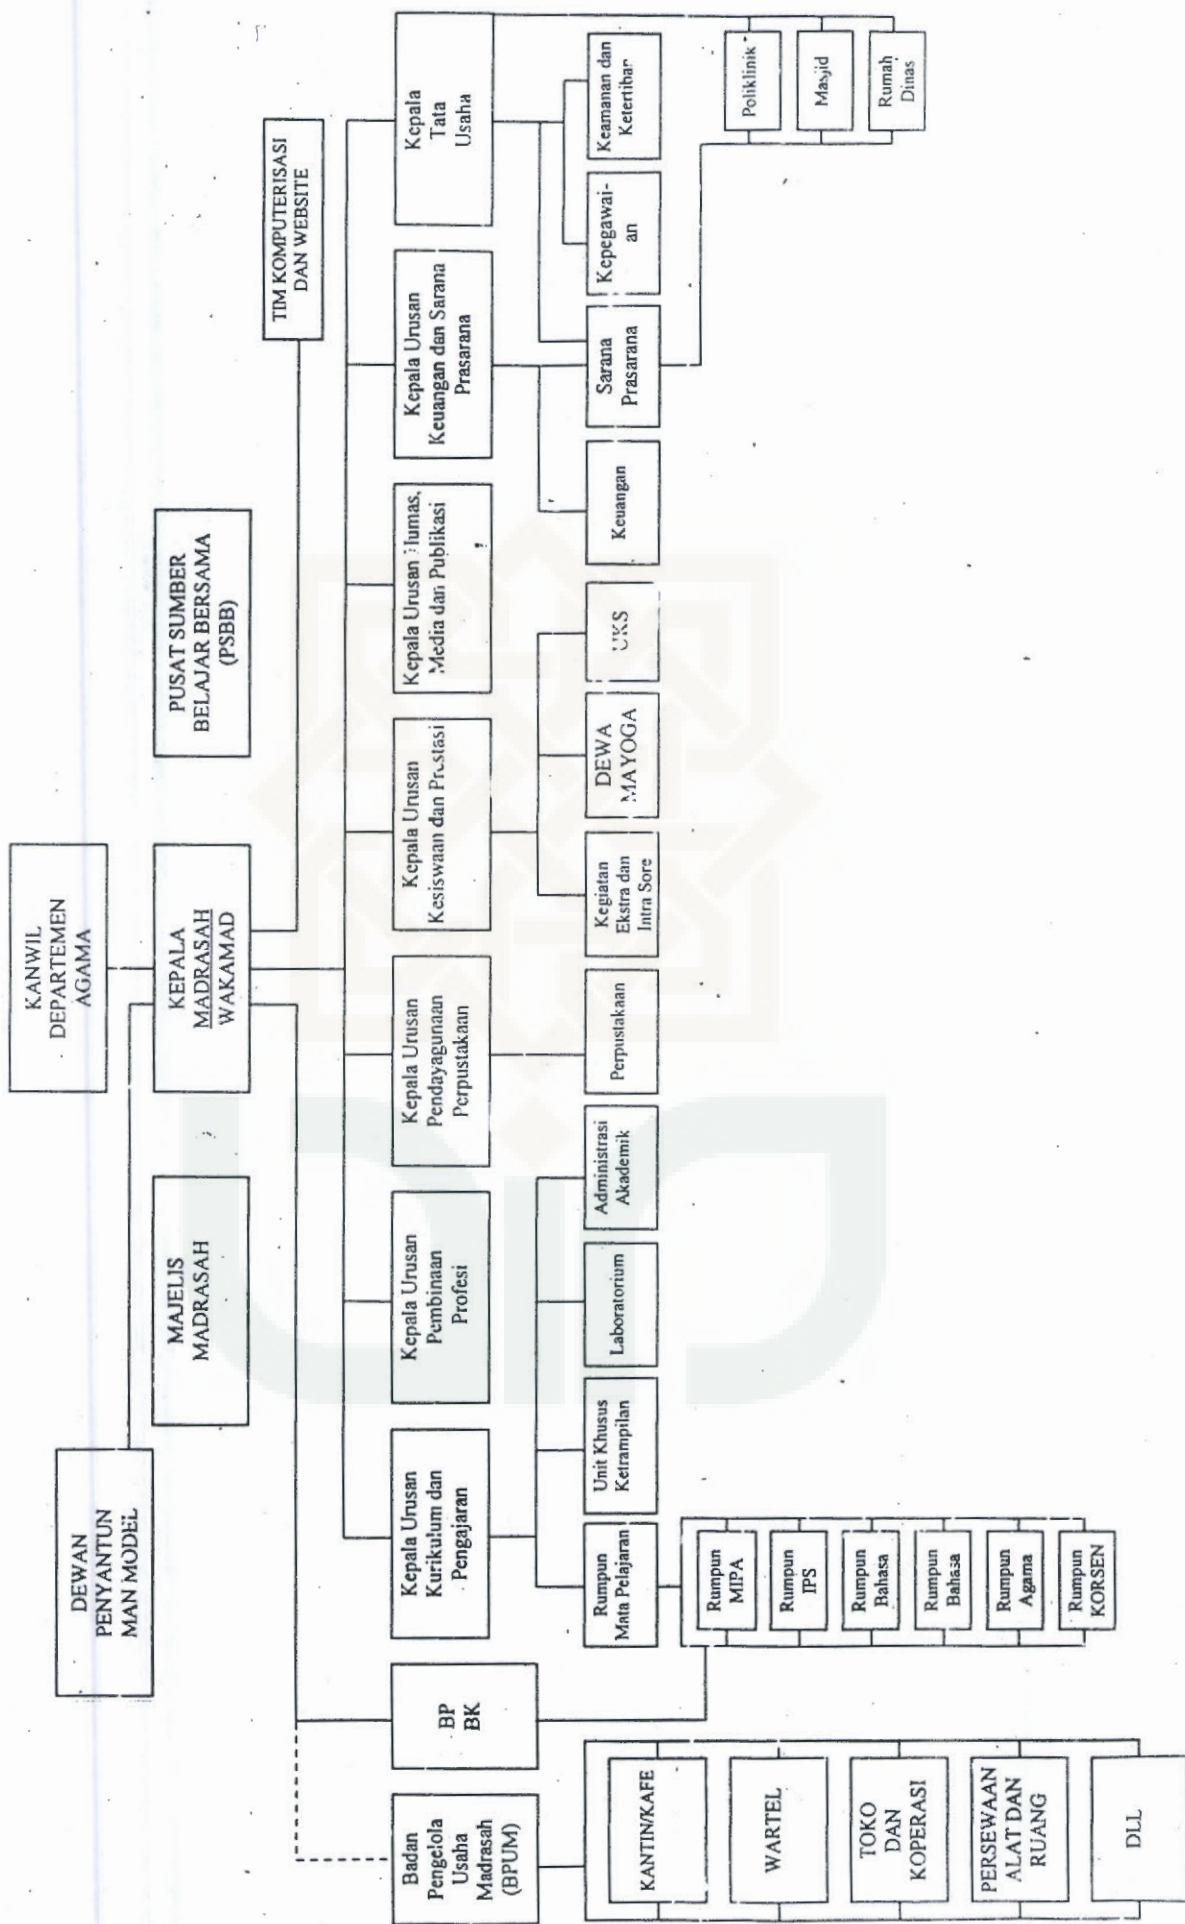 KANWIL
DEPARTEMEN
AGAMA
DEWAN
PENYANTUN
MAN MODEL
MAJELIS
MADRASAH
KEPALA
MADRASAH
WAKAMAD
PUSAT SUMBER
BELAJAR BERSAMA
(PSBB)
TIM KOMPUTERISASI
DAN WEBSITE
Badan
Pengelola
Usaha
Madrasah
(BPUM)
BP
BK
Kepala Urusan
Kurikulum dan
Pengajaran
Kepala Urusan
Pembinaan
Profesi
Kepala Urusan
Pendayagunaan
Perpustakaan
Kepala Urusan
Kesiswaan dan Prestasi
Kepala Urusan Humas,
Media dan Publikasi
Kepala Urusan
Keuangan dan Sarana
Prasarana
Kepala
Tata
Usaha
Rumpun
Mata Pelajaran
Unit Khusus
Ketrampilan
Laboratorium
Administrasi
Akademik
Perpustakaan
Kegiatan
Ekstra dan
Intra Sore
DEWA
MAYOGA
UKS
Keuangan
Sarana
Prasarana
Kepegawai-
an
Keamanan dan
Ketertiban
KANTIN/KAFE
WARTEL
TOKO
DAN
KOPERASI
PERSEWAAN
ALAT DAN
RUANG
DLL
Rumpun
MIPA
Rumpun
IPS
Rumpun
Bahasa
Rumpun
Bahasa
Rumpun
Agama
Rumpun
KORSEN
Poliklinik
Masjid
Rumah
Dinas